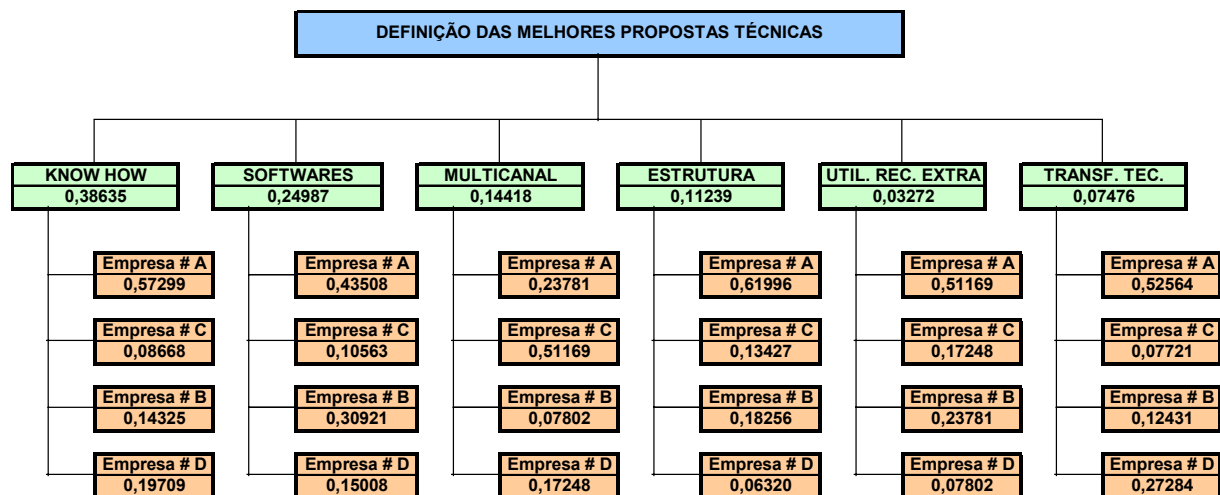 DEFINIÇÃO DAS MELHORES PROPOSTAS TÉCNICAS
KNOW HOW
0,38635
SOFTWARES
0,24987
MULTICANAL
0,14418
ESTRUTURA
0,11239
UTIL. REC. EXTRA
0,03272
TRANSF. TEC.
0,07476
Empresa # A
0,57299
Empresa # A
0,43508
Empresa # A
0,23781
Empresa # A
0,61996
Empresa # A
0,51169
Empresa # A
0,52564
Empresa # C
0,08668
Empresa # C
0,10563
Empresa # C
0,51169
Empresa # C
0,13427
Empresa # C
0,17248
Empresa # C
0,07721
Empresa # B
0,14325
Empresa # B
0,30921
Empresa # B
0,07802
Empresa # B
0,18256
Empresa # B
0,23781
Empresa # B
0,12431
Empresa # D
0,19709
Empresa # D
0,15008
Empresa # D
0,17248
Empresa # D
0,06320
Empresa # D
0,07802
Empresa # D
0,27284